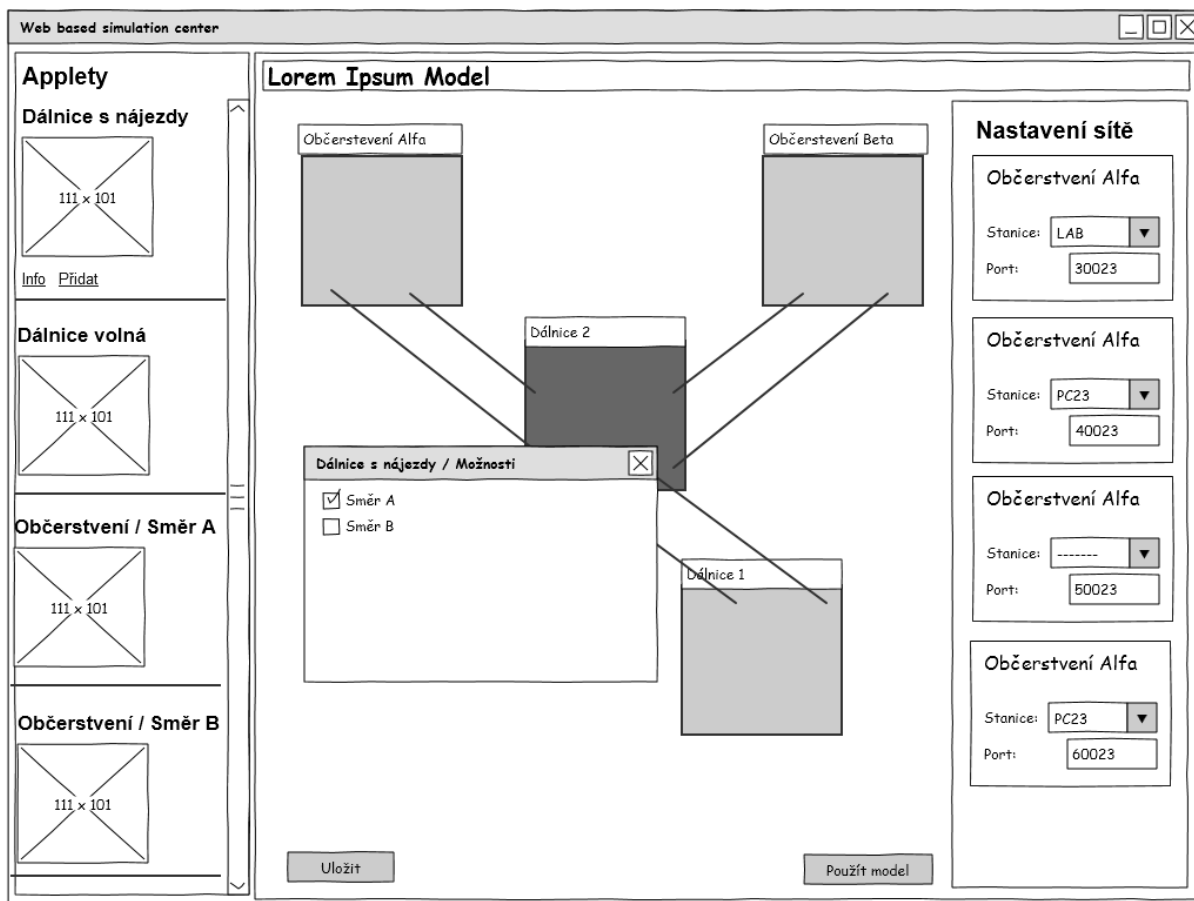 Web based simulation center
Applety
Dálnice s nájezdy
111 x 101
Info Přidat
Dálnice volná
111 x 101
Občerstvení / Směr A
111 x 101
Občerstvení / Směr B
111 x 101
Lorem Ipsum Model
Občerstevení Alfa
Občerstevení Beta
Dálnice 2
Dálnice s nájezdy / Možnosti
Směr A
Směr B
Dálnice 1
Uložit
Použít model
Nastavení sítě
Občerstvení Alfa
Stanice: LAB
Port: 30023
Občerstvení Alfa
Stanice: PC23
Port: 40023
Občerstvení Alfa
Stanice: -------
Port: 50023
Občerstvení Alfa
Stanice: PC23
Port: 60023